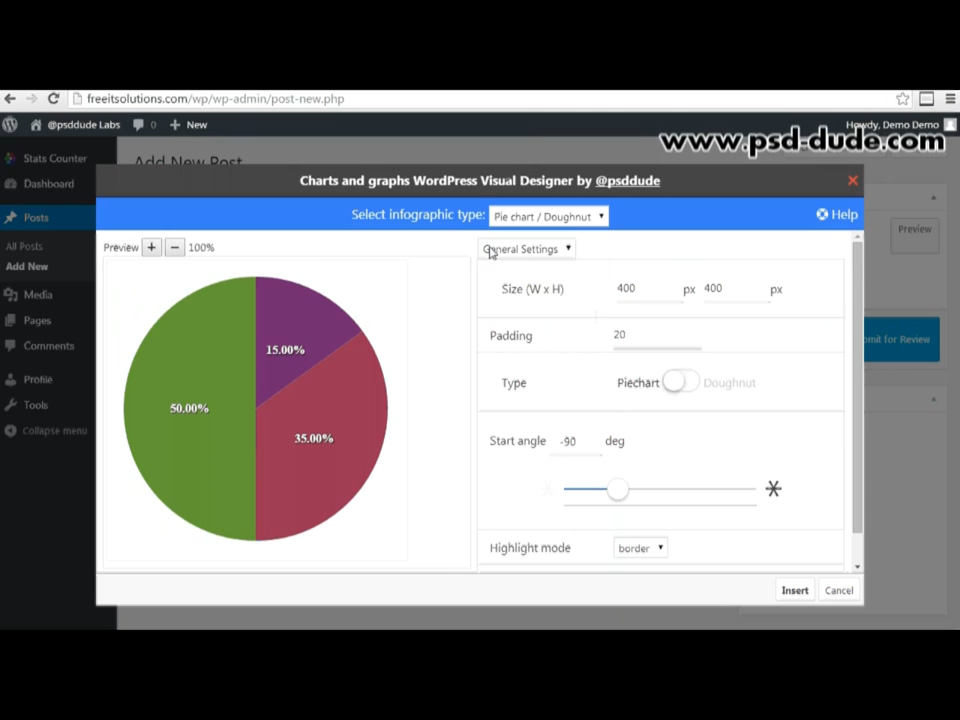 freeitsolutions.com/wp/wp-admin/post-new.php
@psddude Labs 0 New Howdy, Demo Demo
www.psd-dude.com
Stats Counter
Dashboard
Posts
All Posts
Add New
Media
Pages
Comments
Profile
Tools
Collapse menu
Add New Post
Preview
mit for Review
Charts and graphs WordPress Visual Designer by @psddude
Select infographic type: Pie chart / Doughnut
Help
Preview + − 100%
15.00%
50.00%
35.00%
General Settings
Size (W x H) 400 px 400 px
Padding 20
Type Piechart Doughnut
Start angle -90 deg
Highlight mode border
Insert Cancel